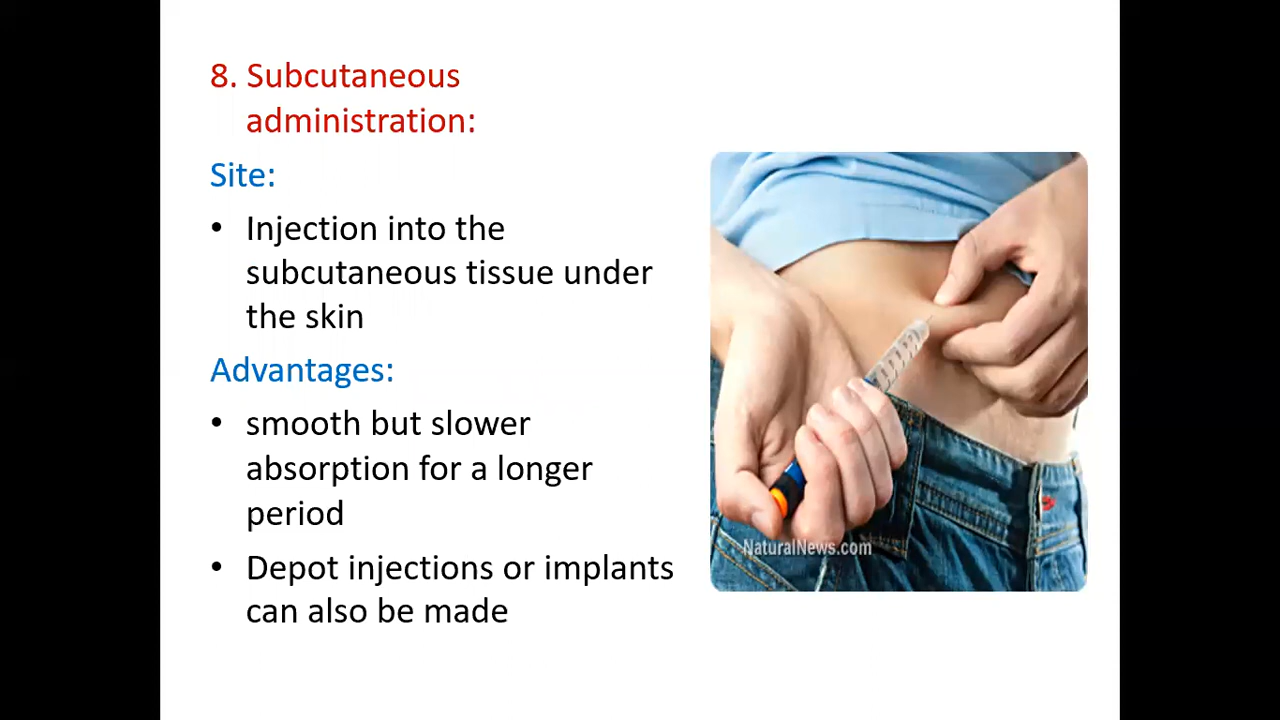 8. Subcutaneous
administration:
Site:
• Injection into the
subcutaneous tissue under
the skin
Advantages:
• smooth but slower
absorption for a longer
period
• Depot injections or implants
can also be made
NaturalNews.com